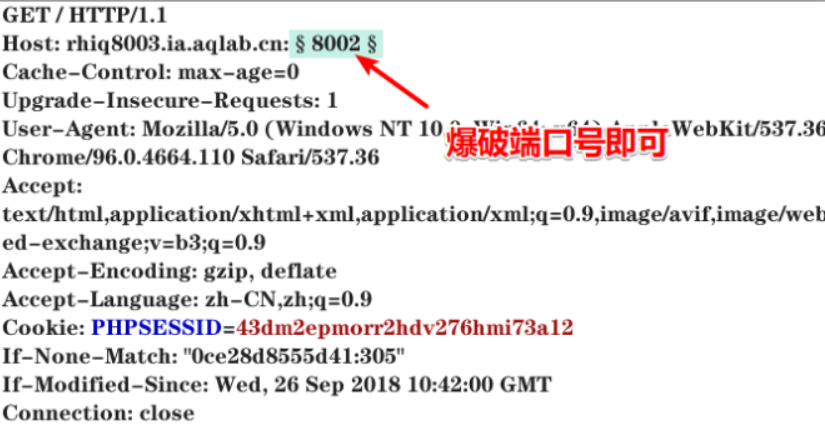 GET / HTTP/1.1
Host: rhiq8003.ia.aqlab.cn: § 8002 §
Cache-Control: max-age=0
Upgrade-Insecure-Requests: 1
User-Agent: Mozilla/5.0 (Windows NT 10 WebKit/537.36
爆破端口号即可
Chrome/96.0.4664.110 Safari/537.36
Accept:
text/html,application/xhtml+xml,application/xml;q=0.9,image/avif,image/web
ed-exchange;v=b3;q=0.9
Accept-Encoding: gzip, deflate
Accept-Language: zh-CN,zh;q=0.9
Cookie: PHPSESSID=43dm2epmorr2hdv276hmi73a12
If-None-Match: "0ce28d8555d41:305"
If-Modified-Since: Wed, 26 Sep 2018 10:42:00 GMT
Connection: close